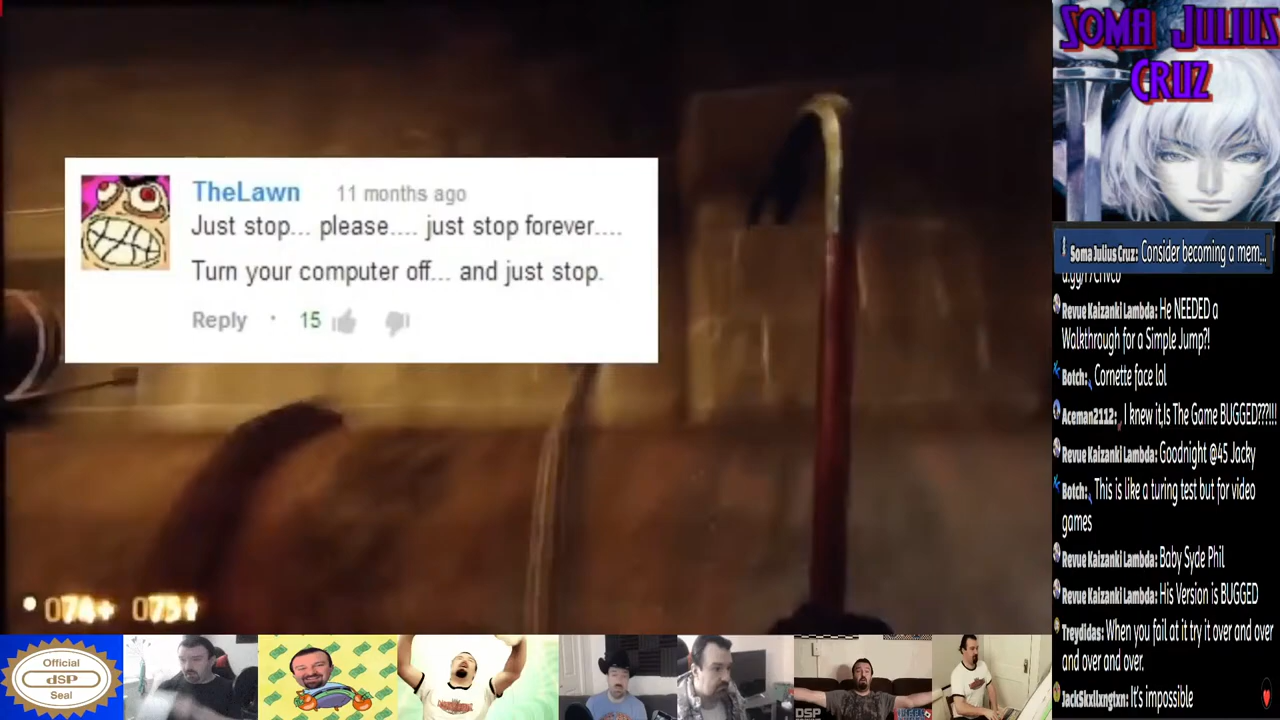 TheLawn 11 months ago
Just stop... please.... just stop forever....
Turn your computer off... and just stop.
Reply · 15
SOMA JULIUS
CRUZ
Soma Julius Cruz: Consider becoming a mem...
Revue Kaizanki Lambda: He NEEDED a
Walkthrough for a Simple Jump?!
Botch: Cornette face lol
Aceman2112: I knew it,Is The Game BUGGED???!!!
Revue Kaizanki Lambda: Goodnight @45 Jacky
Botch: This is like a turing test but for video
games
Revue Kaizanki Lambda: Baby Syde Phil
Revue Kaizanki Lambda: His Version is BUGGED
Treydidas: When you fail at it try it over and over
and over and over.
JackSkxllxngtxn: It's impossible
Official
dSP
Seal
DSP